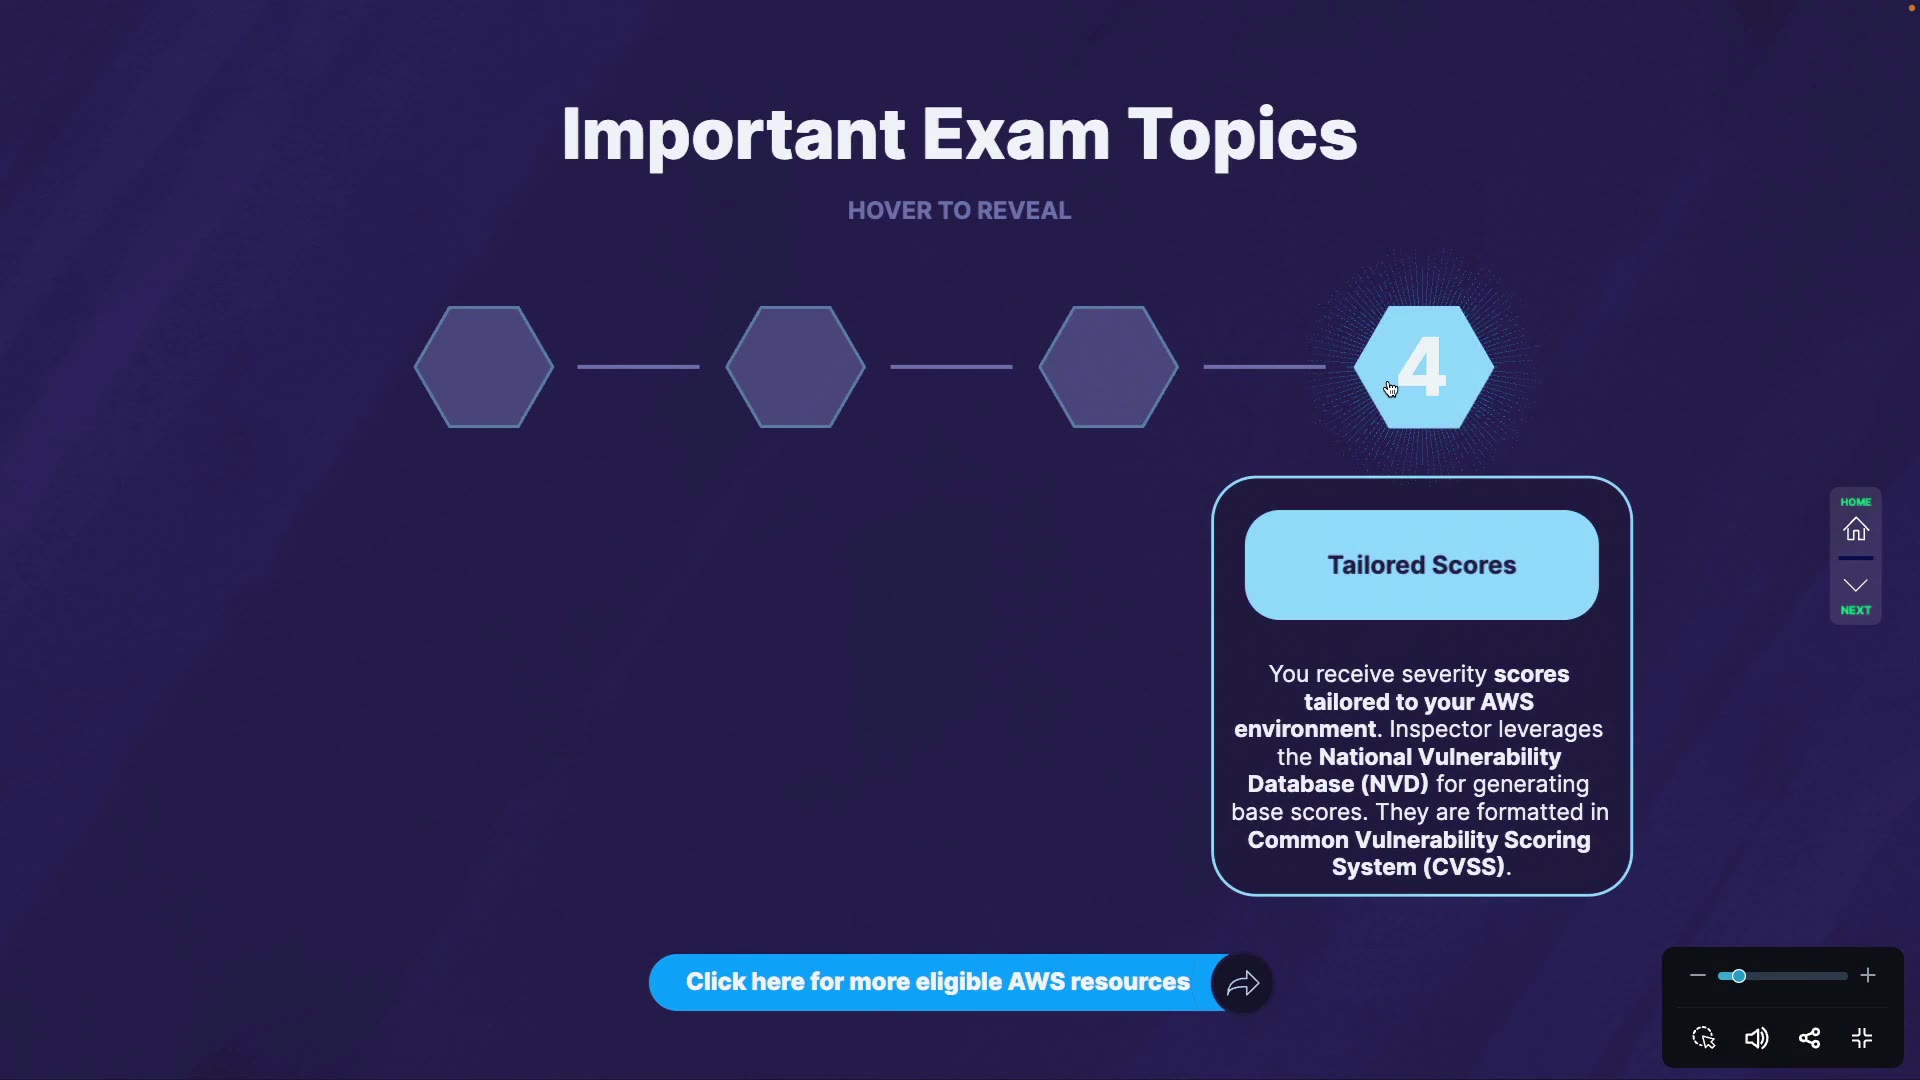 Important Exam Topics
HOVER TO REVEAL
4
Tailored Scores
You receive severity scores
tailored to your AWS
environment. Inspector leverages
the National Vulnerability
Database (NVD) for generating
base scores. They are formatted in
Common Vulnerability Scoring
System (CVSS).
HOME
NEXT
Click here for more eligible AWS resources